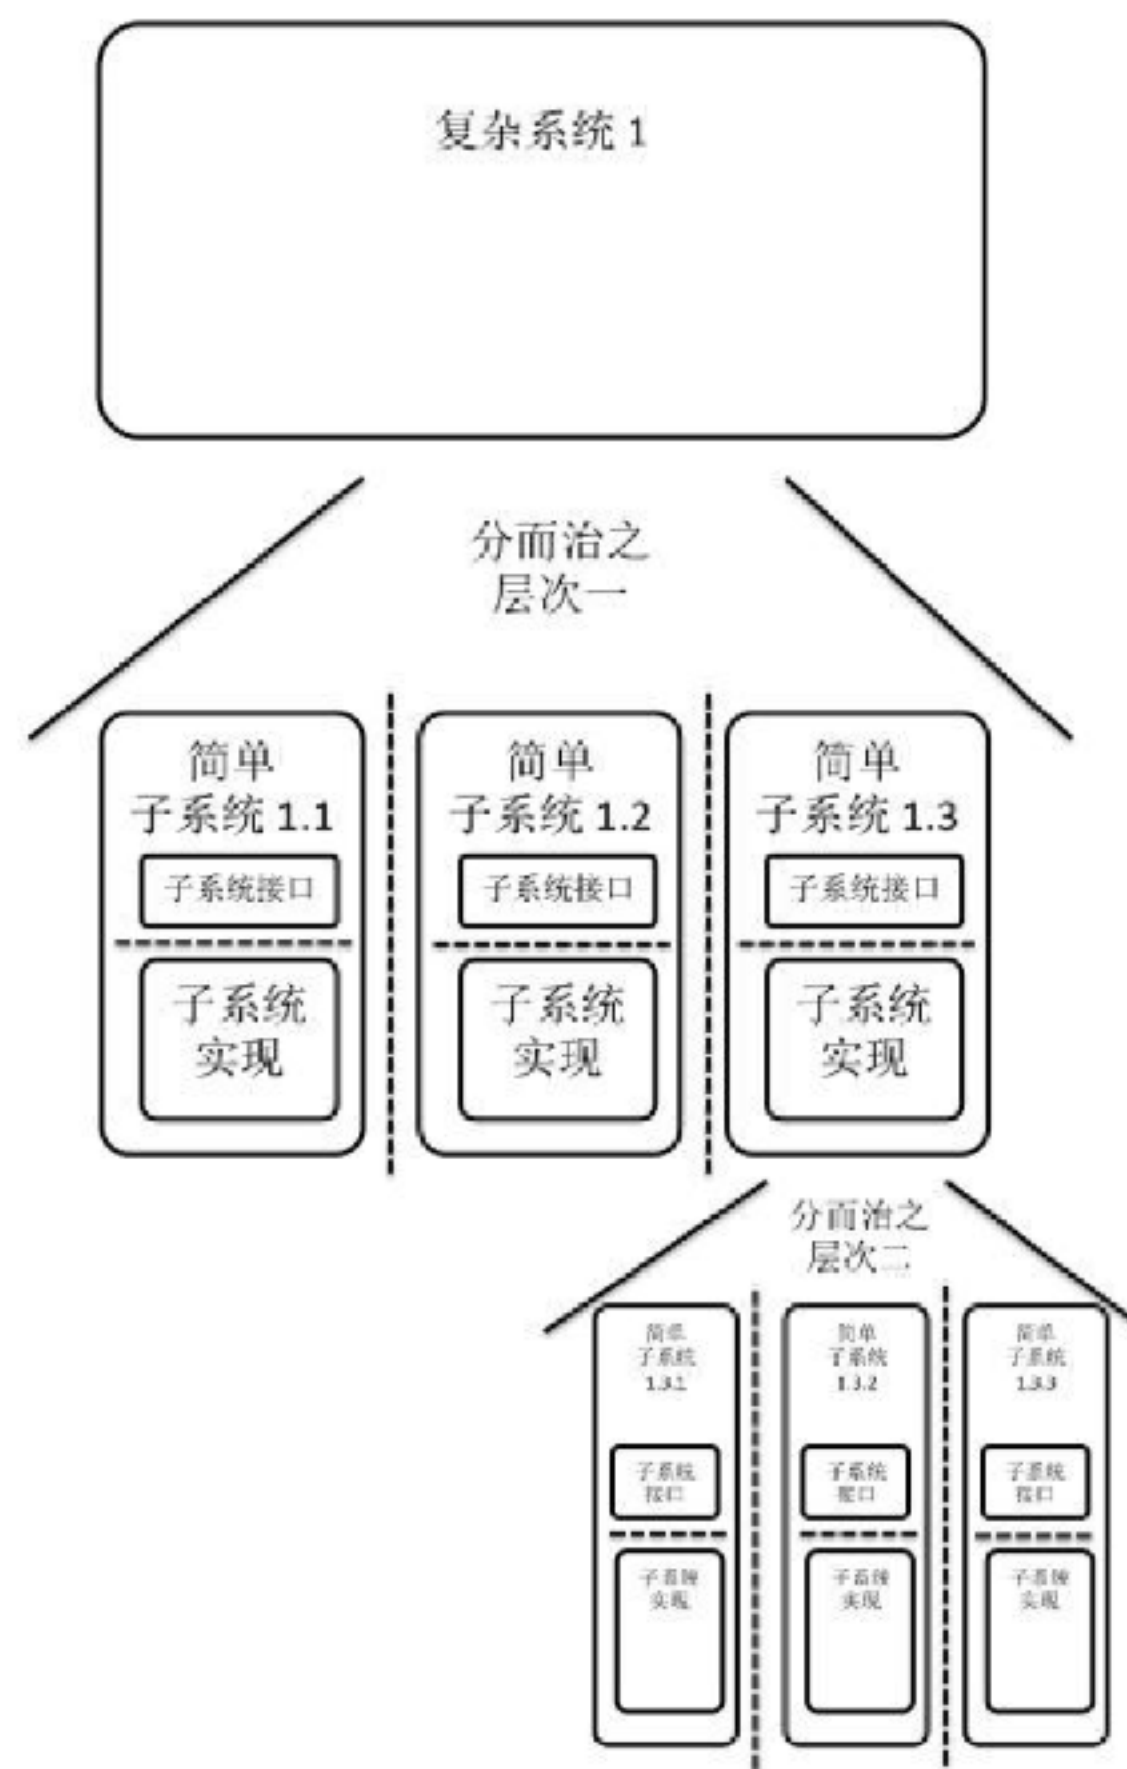 复杂系统 1
分而治之
层次一
简单
子系统 1.1
子系统接口
子系统
实现
简单
子系统 1.2
子系统接口
子系统
实现
简单
子系统 1.3
子系统接口
子系统
实现
分而治之
层次二
简单
子系统
1.3.1
子系统
接口
子系统
实现
简单
子系统
1.3.2
子系统
接口
子系统
实现
简单
子系统
1.3.3
子系统
接口
子系统
实现